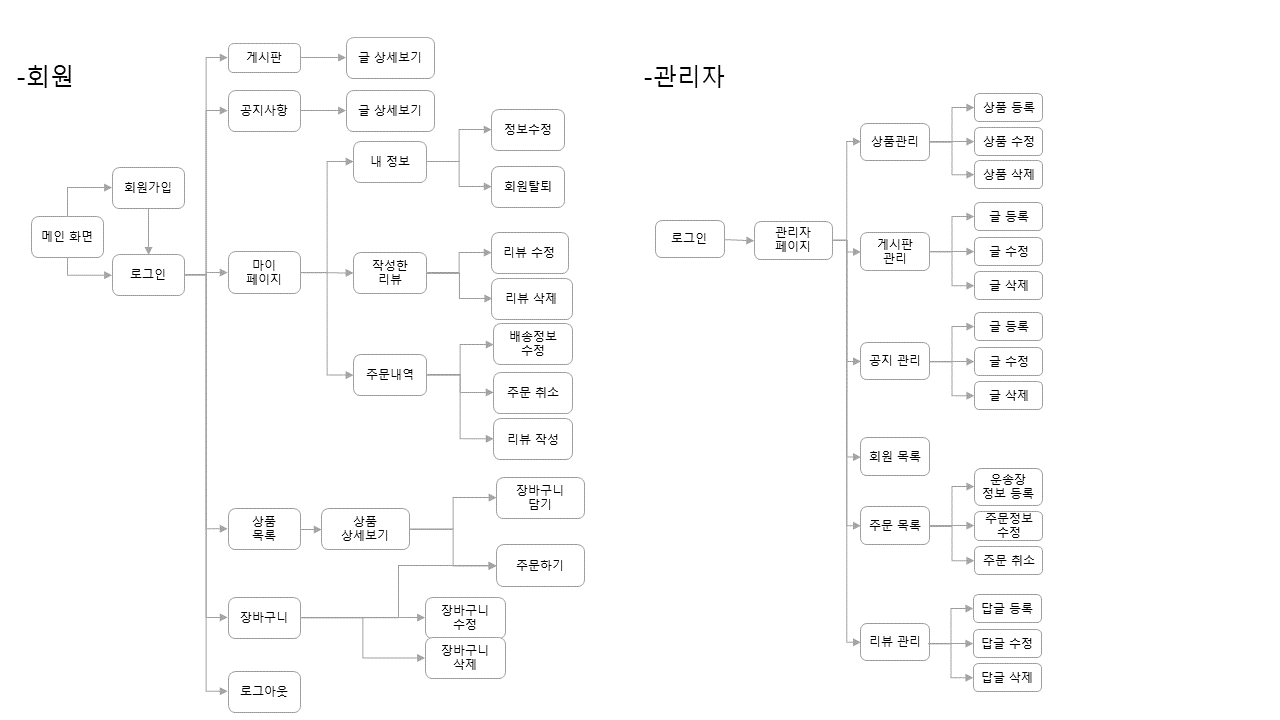 -회원
게시판
글 상세보기
공지사항
글 상세보기
메인 화면
회원가입
로그인
마이
페이지
내 정보
정보수정
회원탈퇴
작성한
리뷰
리뷰 수정
리뷰 삭제
주문내역
배송정보
수정
주문 취소
리뷰 작성
상품
목록
상품
상세보기
장바구니
담기
주문하기
장바구니
장바구니
수정
장바구니
삭제
로그아웃
-관리자
로그인
관리자
페이지
상품관리
상품 등록
상품 수정
상품 삭제
게시판
관리
글 등록
글 수정
글 삭제
공지 관리
글 등록
글 수정
글 삭제
회원 목록
주문 목록
운송장
정보 등록
주문정보
수정
주문 취소
리뷰 관리
답글 등록
답글 수정
답글 삭제